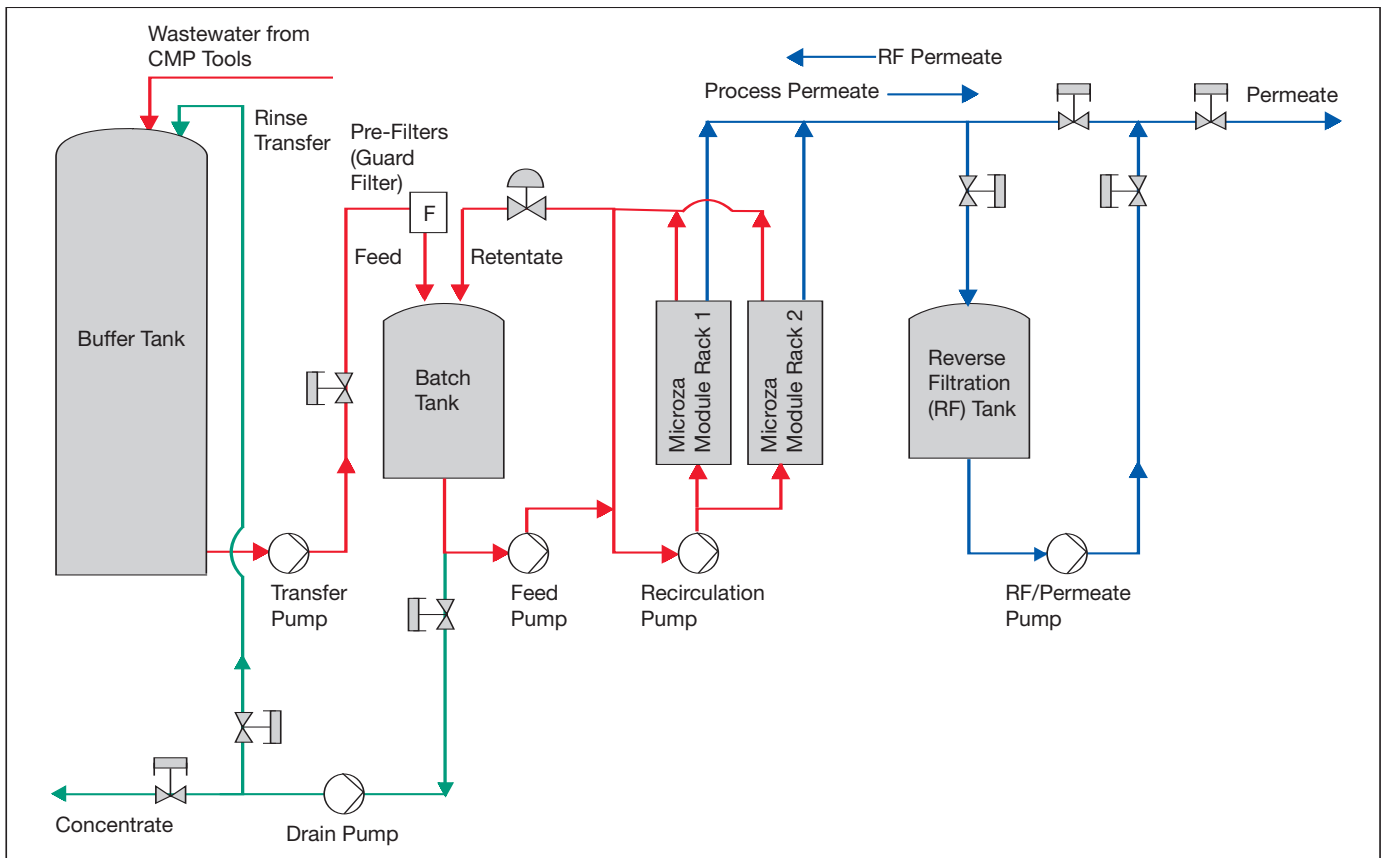 Wastewater from
CMP Tools
RF Permeate
Process Permeate
Permeate
Rinse
Transfer
Pre-Filters
(Guard
Filter)
F
Feed
Retentate
Buffer Tank
Batch
Tank
Microza
Module Rack 1
Microza
Module Rack 2
Reverse
Filtration
(RF) Tank
Transfer
Pump
Feed
Pump
Recirculation
Pump
RF/Permeate
Pump
Concentrate
Drain Pump